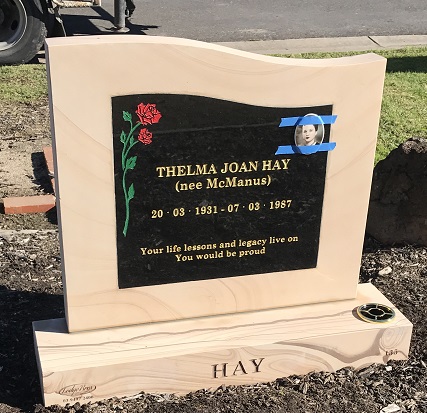 THELMA JOAN HAY
(nee McManus)
20 · 03 · 1931 - 07 · 03 · 1987
Your life lessons and legacy live on
You would be proud
HAY